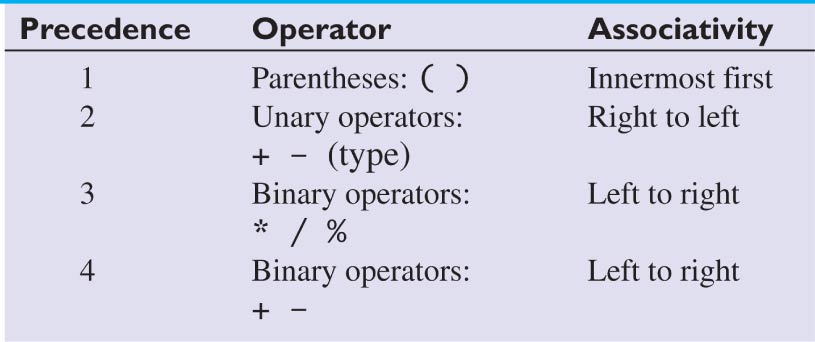 Precedence Operator Associativity
1 Parentheses: ( ) Innermost first
2 Unary operators: Right to left
+ - (type)
3 Binary operators: Left to right
* / %
4 Binary operators: Left to right
+ -